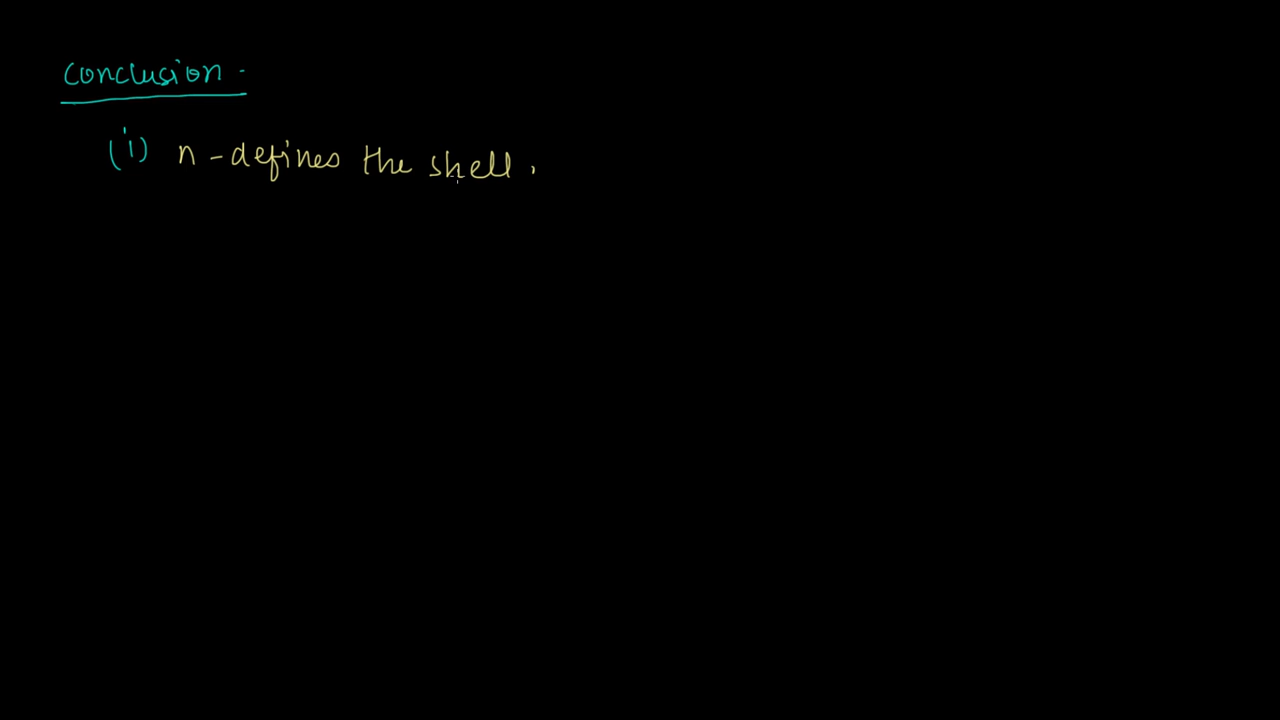 Conclusion.
(i) n - defines the shell.